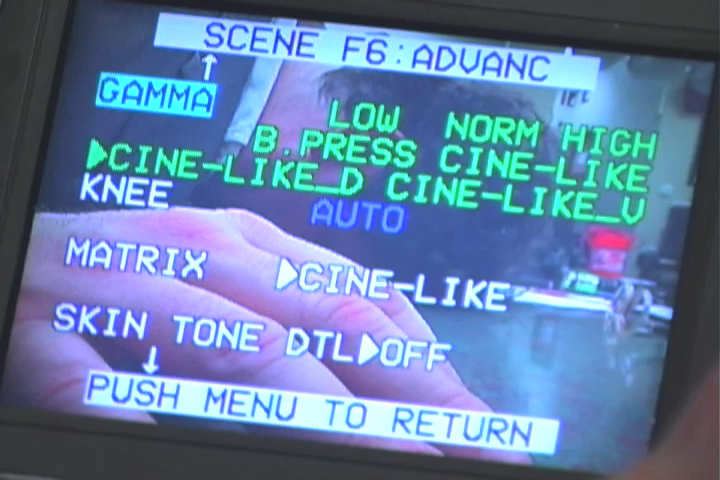 SCENE F6:ADVANC
↑
GAMMA
LOW NORM HIGH
B.PRESS CINE-LIKE
▷CINE-LIKE_D CINE-LIKE_V
KNEE AUTO
MATRIX ▷CINE-LIKE
SKIN TONE DTL▷OFF
↓
PUSH MENU TO RETURN